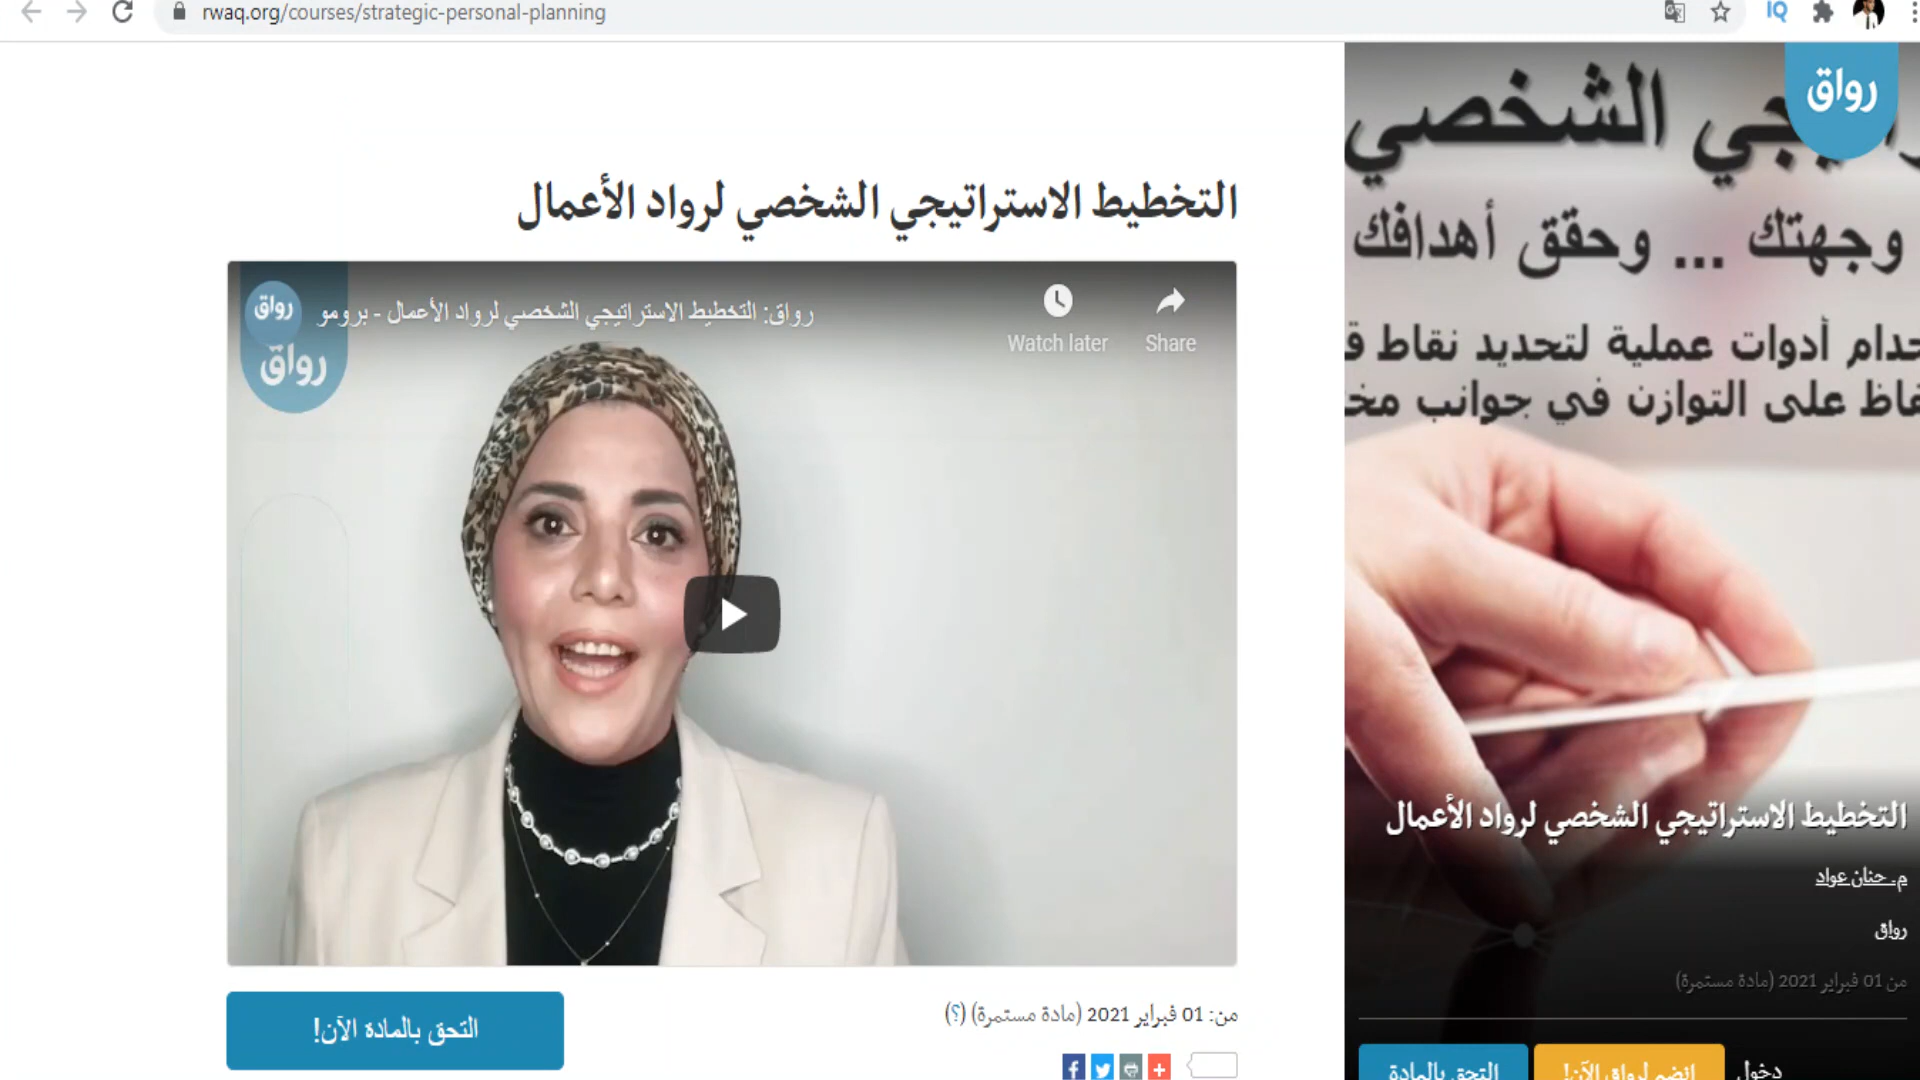 rwaq.org/courses/strategic-personal-planning
IQ
التخطيط الاستراتيجي الشخصي لرواد الأعمال
رواق
رواق
رواق: التخطيط الاستراتيجي الشخصي لرواد الأعمال - برومو
Watch later
Share
من: 01 فبراير 2021 (مادة مستمرة) (؟)
التحق بالمادة الآن!
رواق
الشخصي
وجهتك ... وحقق أهدافك
أدوات عملية لتحديد نقاط
على التوازن في جوانب
التخطيط الاستراتيجي الشخصي لرواد الأعمال
م. حنان عواد
رواق
من 01 فبراير 2021 (مادة مستمرة)
دخول
انضم لرواق الآن!
التحق بالمادة